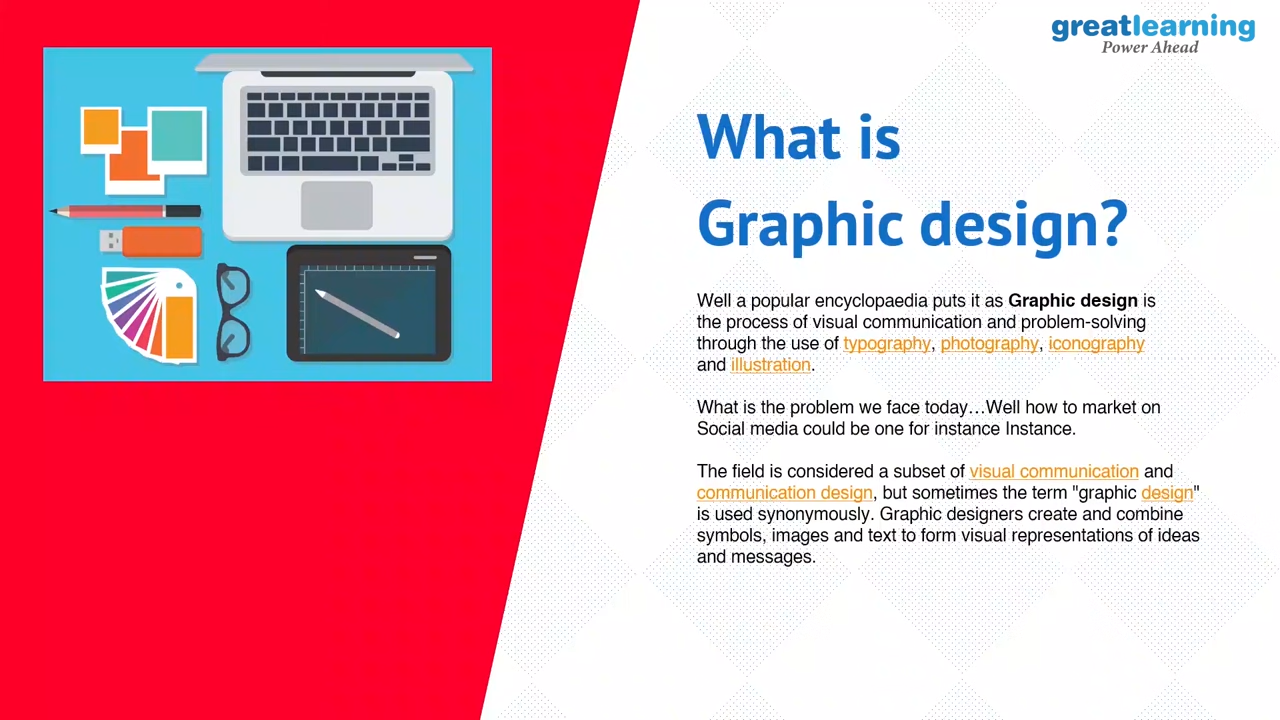 greatlearning
Power Ahead
What is
Graphic design?
Well a popular encyclopaedia puts it as Graphic design is
the process of visual communication and problem-solving
through the use of typography, photography, iconography
and illustration.
What is the problem we face today…Well how to market on
Social media could be one for instance Instance.
The field is considered a subset of visual communication and
communication design, but sometimes the term "graphic design"
is used synonymously. Graphic designers create and combine
symbols, images and text to form visual representations of ideas
and messages.